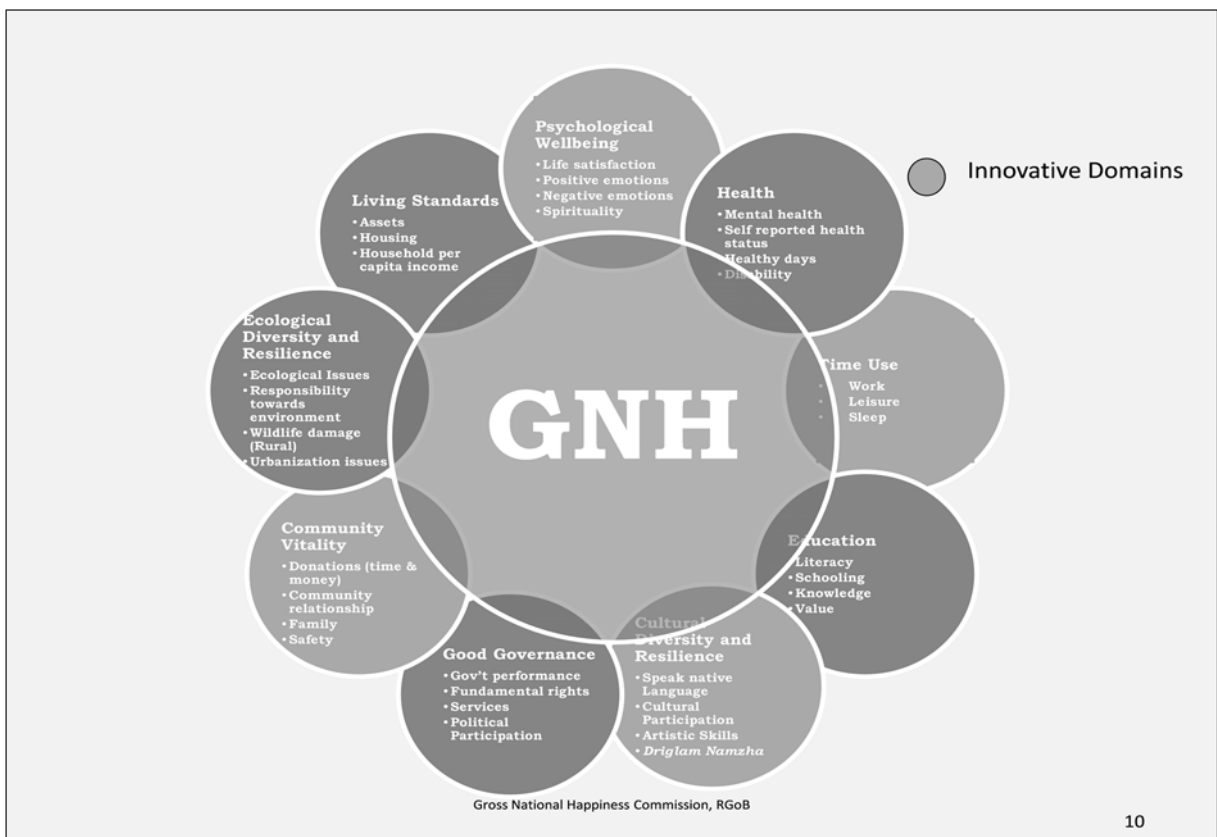 Psychological
Wellbeing
• Life satisfaction
• Positive emotions
• Negative emotions
• Spirituality
Health
• Mental health
• Self reported health
status
• Healthy days
• Disability
Innovative Domains
Time Use
• Work
• Leisure
• Sleep
Education
• Literacy
• Schooling
• Knowledge
• Value
Cultural
Diversity and
Resilience
• Speak native
Language
• Cultural
Participation
• Artistic Skills
• Driglam Namzha
Good Governance
• Gov't performance
• Fundamental rights
• Services
• Political
Participation
Community
Vitality
• Donations (time &
money)
• Community
relationship
• Family
• Safety
Ecological
Diversity and
Resilience
• Ecological Issues
• Responsibility
towards
environment
• Wildlife damage
(Rural)
• Urbanization issues
Living Standards
• Assets
• Housing
• Household per
capita income
GNH
Gross National Happiness Commission, RGoB
10